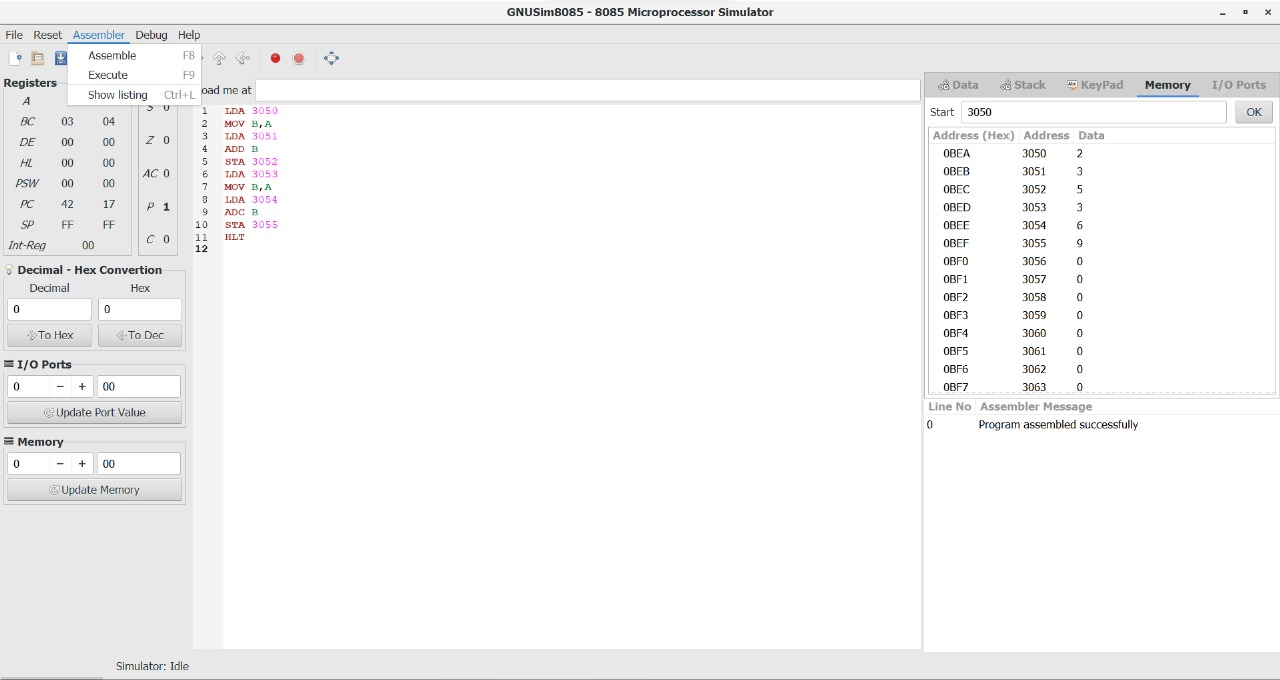 GNUSim8085 - 8085 Microprocessor Simulator
File Reset Assembler Debug Help
Assemble F8
Execute F9
Show listing Ctrl+L
Registers
A
BC 03 04
DE 00 00
HL 00 00
PSW 00 00
PC 42 17
SP FF FF
Int-Reg 00
S 0
Z 0
AC 0
P 1
C 0
Decimal - Hex Convertion
Decimal Hex
0 0
To Hex To Dec
I/O Ports
0 − + 00
Update Port Value
Memory
0 − + 00
Update Memory
oad me at
1 LDA 3050
2 MOV B,A
3 LDA 3051
4 ADD B
5 STA 3052
6 LDA 3053
7 MOV B,A
8 LDA 3054
9 ADC B
10 STA 3055
11 HLT
12
Data Stack KeyPad Memory I/O Ports
Start 3050 OK
Address (Hex) Address Data
0BEA 3050 2
0BEB 3051 3
0BEC 3052 5
0BED 3053 3
0BEE 3054 6
0BEF 3055 9
0BF0 3056 0
0BF1 3057 0
0BF2 3058 0
0BF3 3059 0
0BF4 3060 0
0BF5 3061 0
0BF6 3062 0
0BF7 3063 0
Line No Assembler Message
0 Program assembled successfully
Simulator: Idle